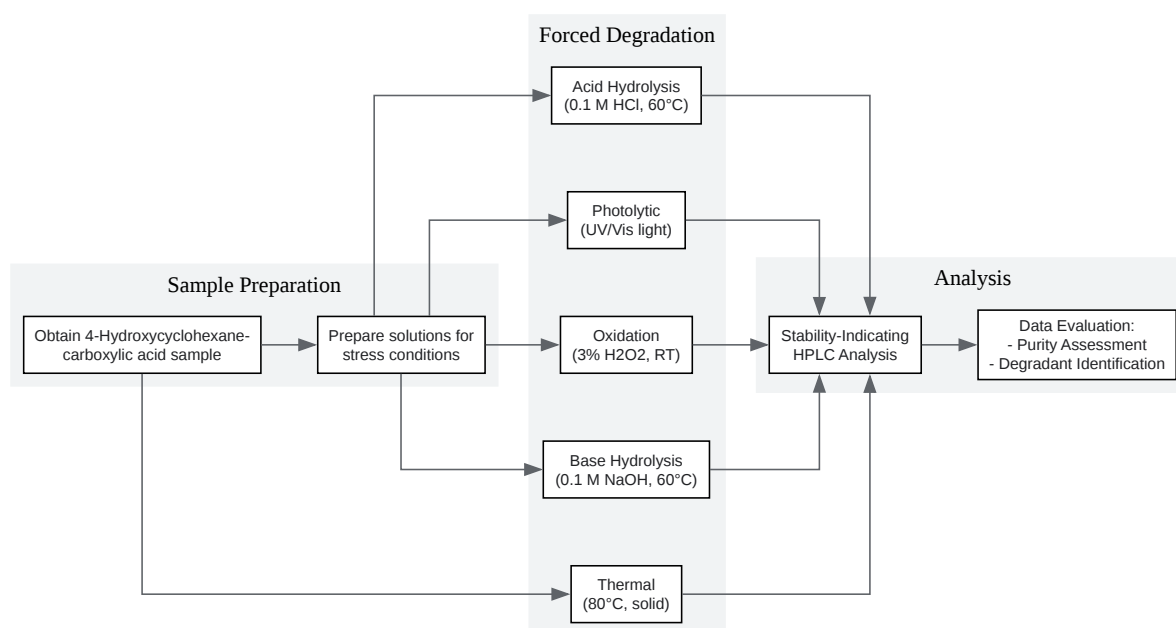 Forced Degradation
Acid Hydrolysis
(0.1 M HCl, 60°C)
Photolytic
(UV/Vis light)
Sample Preparation
Analysis
Obtain 4-Hydroxycyclohexane-
carboxylic acid sample
Prepare solutions for
stress conditions
Oxidation
(3% H2O2, RT)
Stability-Indicating
HPLC Analysis
Data Evaluation:
- Purity Assessment
- Degradant Identification
Base Hydrolysis
(0.1 M NaOH, 60°C)
Thermal
(80°C, solid)